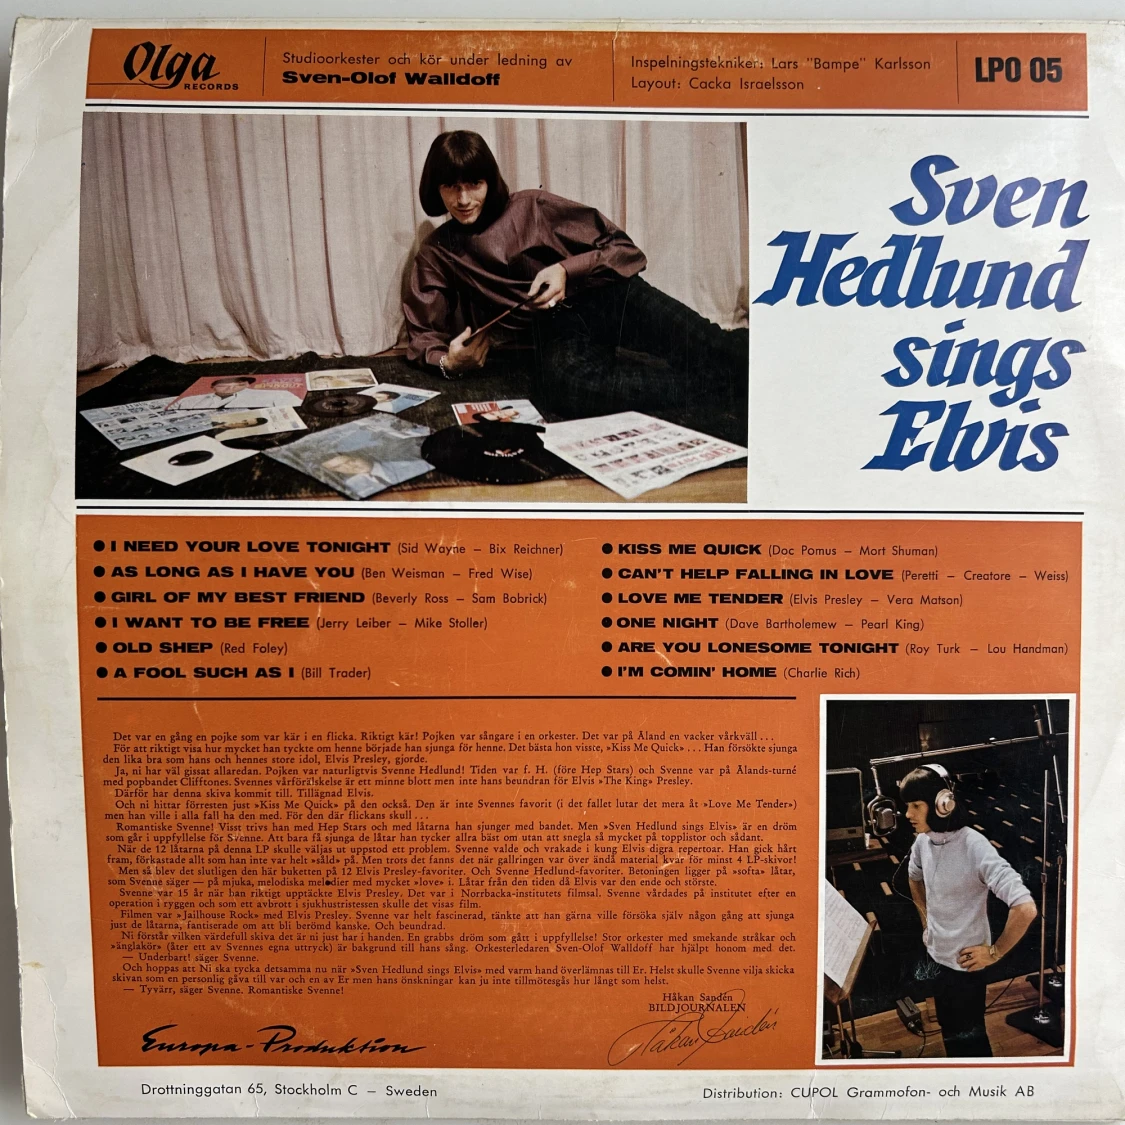 Olga
RECORDS
Studioorkester och kör under ledning av
Sven-Olof Walldoff
Inspelningstekniker: Lars "Bampe" Karlsson
Layout: Cacka Israelsson
LPO 05
Sven
Hedlund
sings
Elvis
I NEED YOUR LOVE TONIGHT (Sid Wayne – Bix Reichner)
AS LONG AS I HAVE YOU (Ben Weisman – Fred Wise)
GIRL OF MY BEST FRIEND (Beverly Ross – Sam Bobrick)
I WANT TO BE FREE (Jerry Leiber – Mike Stoller)
OLD SHEP (Red Foley)
A FOOL SUCH AS I (Bill Trader)
KISS ME QUICK (Doc Pomus – Mort Shuman)
CAN'T HELP FALLING IN LOVE (Peretti – Creatore – Weiss)
LOVE ME TENDER (Elvis Presley – Vera Matson)
ONE NIGHT (Dave Bartholemew – Pearl King)
ARE YOU LONESOME TONIGHT (Roy Turk – Lou Handman)
I'M COMIN' HOME (Charlie Rich)
Det var en gång en pojke som var kär i en flicka. Riktigt kär! Pojken var sångare i en orkester. Det var på Åland en vacker vårkväll ...
För att riktigt visa hur mycket han tyckte om henne började han sjunga för henne. Det bästa hon visste, »Kiss Me Quick» ... Han försökte sjunga
den lika bra som hans och hennes store idol, Elvis Presley, gjorde.
Ja, ni har väl gissat allaredan. Pojken var naturligtvis Svenne Hedlund! Tiden var f. H. (före Hep Stars) och Svenne var på Ålands-turné
med popbandet Clifftones. Svennes vårförälskelse är ett minne blott men inte hans beundran för Elvis »The King» Presley.
Därför har denna skiva kommit till. Tillägnad Elvis.
Och ni hittar förresten just »Kiss Me Quick» på den också. Den är inte Svennes favorit (i det fallet lutar det mera åt »Love Me Tender»)
men han ville i alla fall ha den med. För den där flickans skull ...
Romantiske Svenne! Visst trivs han med Hep Stars och med låtarna han sjunger med bandet. Men »Sven Hedlund sings Elvis» är en dröm
som går i uppfyllelse för Svenne. Att bara få sjunga de låtar han tycker allra bäst om utan att snegla så mycket på topplistor och sådant.
När de 12 låtarna på denna LP skulle väljas ut uppstod ett problem. Svenne valde och vrakade i kung Elvis digra repertoar. Han gick hårt
fram, förkastade allt som han inte var helt »såld» på. Men trots det fanns det när gallringen var över ändå material kvar för minst 4 LP-skivor!
Men så blev det slutligen den här buketten på 12 Elvis Presley-favoriter. Och Svenne Hedlund-favoriter. Betoningen ligger på »softa» låtar,
som Svenne säger — på mjuka, melodiska melodier med mycket »love» i. Låtar från den tiden då Elvis var den ende och störste.
Svenne var 15 år när han riktigt upptäckte Elvis Presley. Det var i Norrbacka-institutets filmsal. Svenne vårdades på institutet efter en
operation i ryggen och som ett avbrott i sjukhustristessen skulle det visas film.
Filmen var »Jailhouse Rock» med Elvis Presley. Svenne var helt fascinerad, tänkte att han gärna ville försöka själv någon gång att sjunga
just de låtarna, fantiserade om att bli berömd kanske. Och beundrad.
Ni förstår vilken värdefull skiva det är ni just har i handen. En grabbs dröm som gått i uppfyllelse! Stor orkester med smekande stråkar och
»änglakör» (åter ett av Svennes egna uttryck) är bakgrund till hans sång. Orkesterledaren Sven-Olof Walldoff har hjälpt honom med det.
— Underbart! säger Svenne.
Och hoppas att Ni ska tycka detsamma nu när »Sven Hedlund sings Elvis» med varm hand överlämnas till Er. Helst skulle Svenne vilja skicka
skivan som en personlig gåva till var och en av Er men hans önskningar kan ju inte tillmötesgås hur långt som helst.
— Tyvärr, säger Svenne. Romantiske Svenne!
Håkan Sandén
BILDJOURNALEN
Håkan Sandén
Europa-Produktion
Drottninggatan 65, Stockholm C – Sweden
Distribution: CUPOL Grammofon- och Musik AB